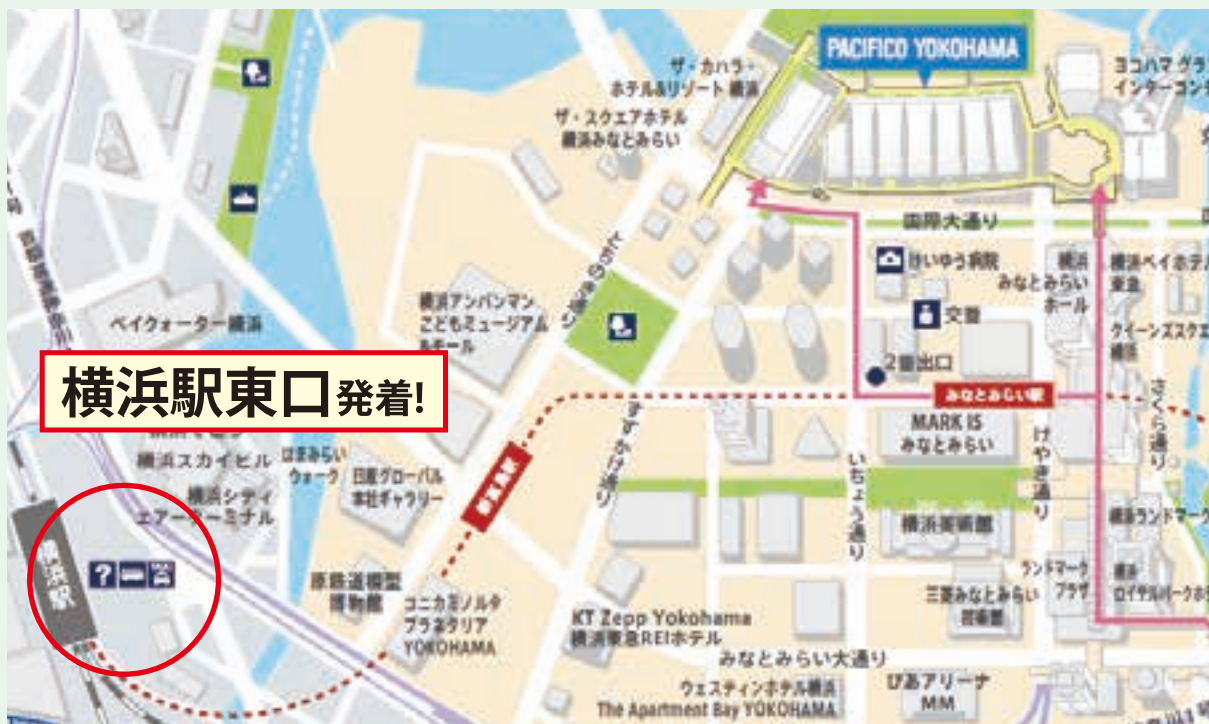 PACIFICO YOKOHAMA
ザ・カハラ・
ホテル&リゾート 横浜
ヨコハマ グラ
インターコンチ
ザ・スクエアホテル
横浜みなとみらい
国際大通り
けいゆう病院
横浜
みなとみらい
ホール
横浜ベイホテル
東急
とちのき通り
横浜アンパンマン
こどもミュージアム
&モール
交番
クイーンズスクエ
横浜
ベイクォーター横浜
2番出口
みなとみらい駅
さくら通り
横浜駅東口発着!
MARK IS
みなとみらい
けやき通り
すずかけ通り
いちょう通り
横浜スカイビル
はまみらい
ウォーク
日産グローバル
本社ギャラリー
新高島駅
横浜シティ
エアーターミナル
横浜美術館
横浜ランドマーク
横浜駅
?
TAXI
原鉄道模型
博物館
コニカミノルタ
プラネタリア
YOKOHAMA
ランドマーク
プラザ
横浜
ロイヤルパークホテ
三菱みなとみらい
技術館
KT Zepp Yokohama
横浜東急REIホテル
みなとみらい大通り
ウェスティンホテル横浜
The Apartment Bay YOKOHAMA
ぴあアリーナ
MM